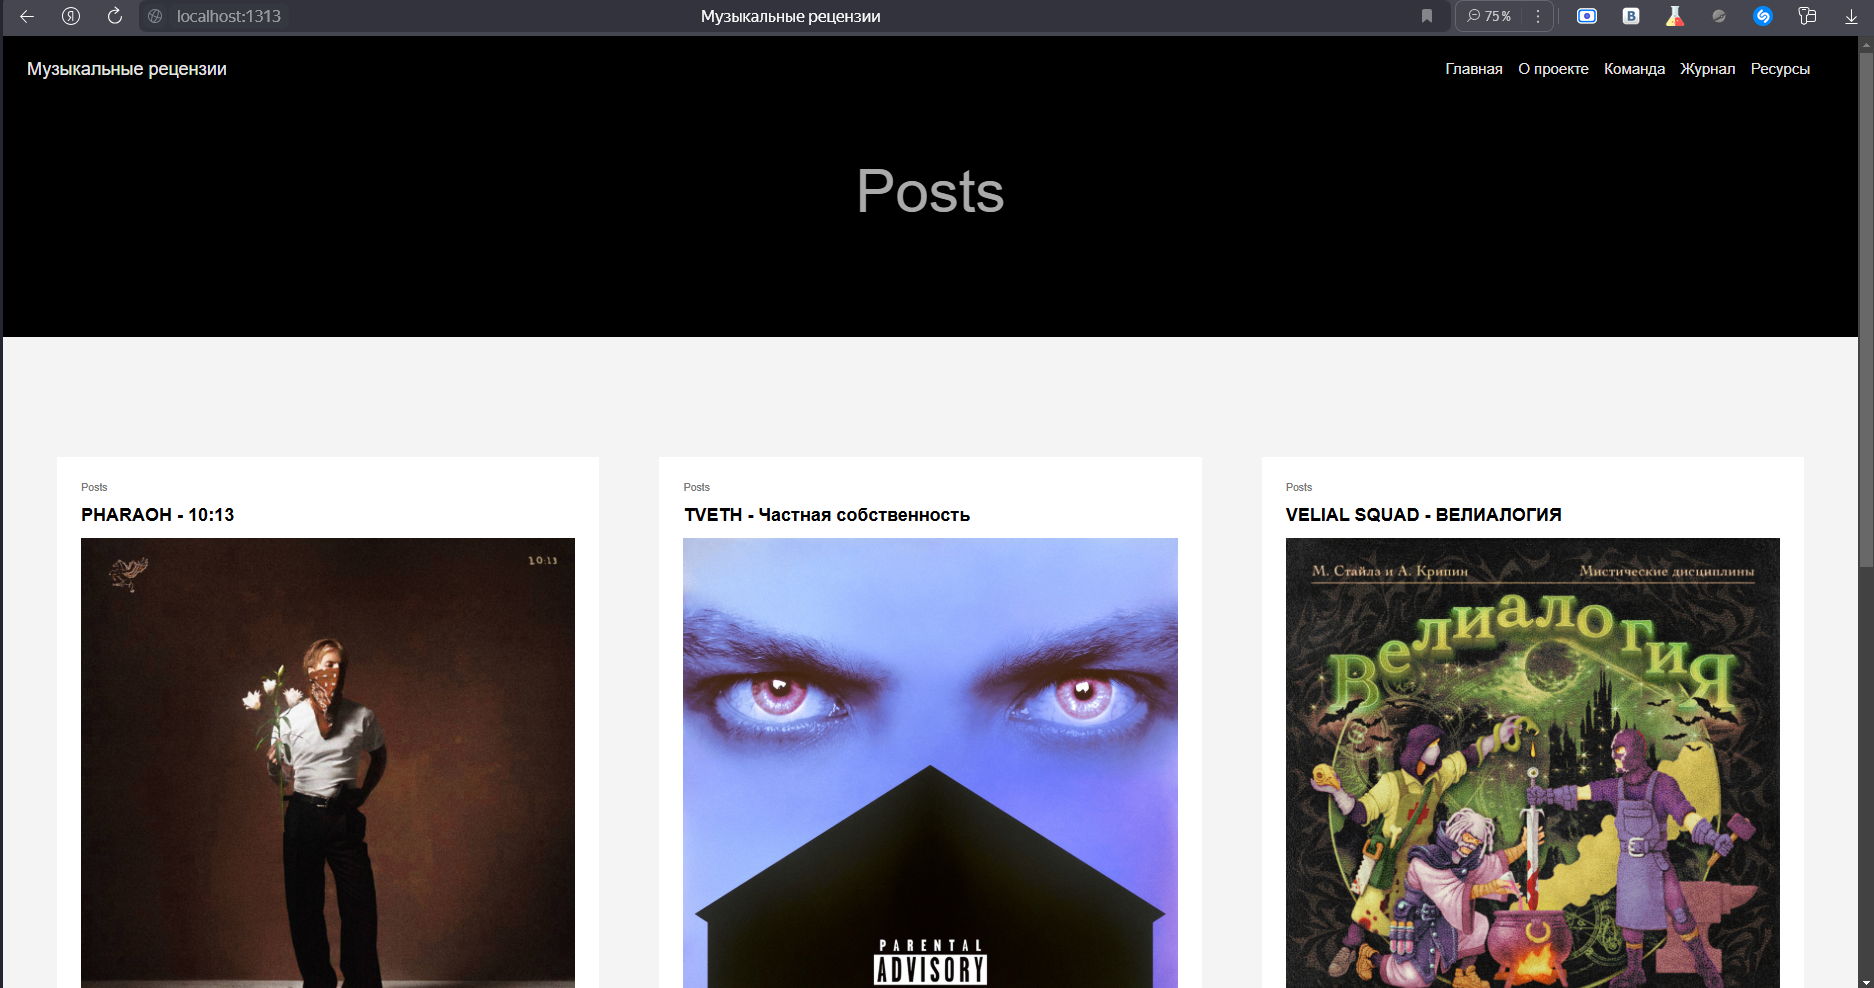 localhost:1313
Музыкальные рецензии
75%
Музыкальные рецензии
Главная О проекте Команда Журнал Ресурсы
Posts
Posts
PHARAOH - 10:13
10:13
Posts
TVETH - Частная собственность
PARENTAL
ADVISORY
Posts
VELIAL SQUAD - ВЕЛИАЛОГИЯ
М. Стайлз и А. Крипин
Мистические дисциплины
Велиалогия